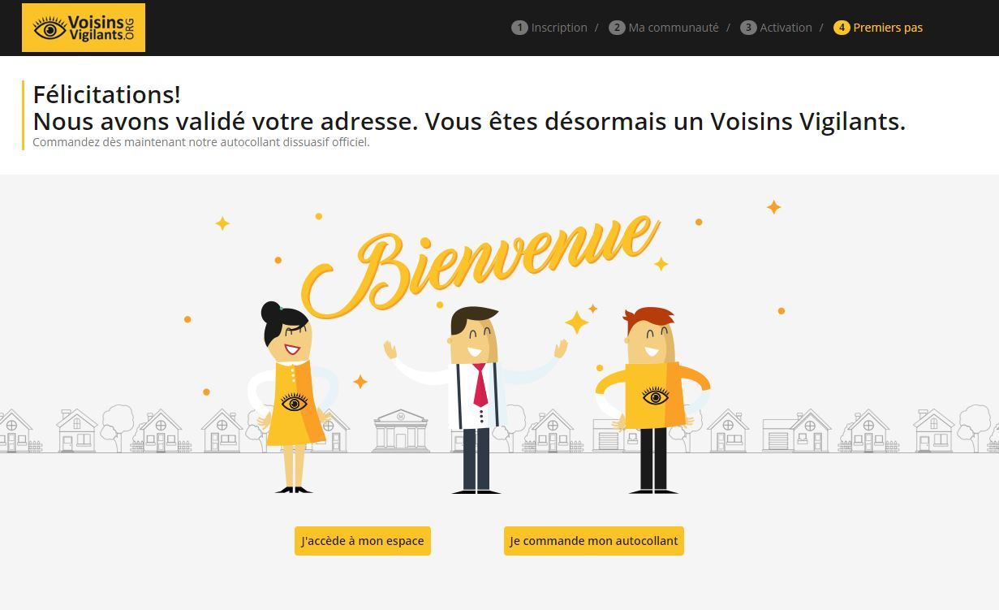 Voisins
Vigilants.ORG
1 Inscription / 2 Ma communauté / 3 Activation / 4 Premiers pas
Félicitations!
Nous avons validé votre adresse. Vous êtes désormais un Voisins Vigilants.
Commandez dès maintenant notre autocollant dissuasif officiel.
Bienvenue
M
J'accède à mon espace
Je commande mon autocollant